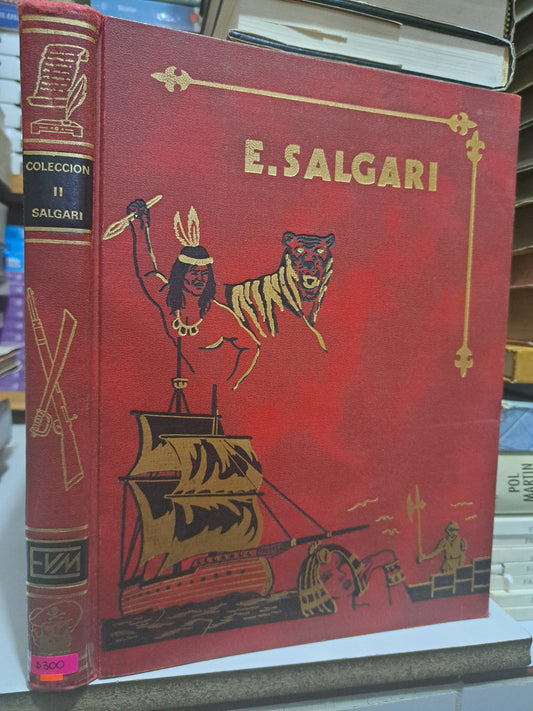 COLECCION
II
SALGARI
EVM
$300
E.SALGARI
POL
MARTIN